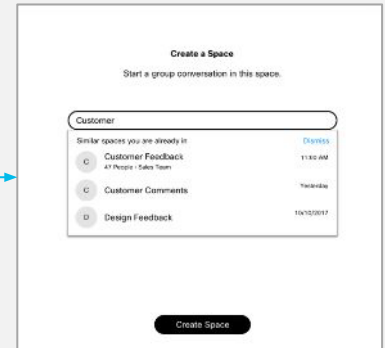 Create a Space
Start a group conversation in this space.
Customer
Similar spaces you are already in
Dismiss
C
Customer Feedback
11:00 AM
47 People · Sales Team
C
Customer Comments
Yesterday
D
Design Feedback
10/10/2017
Create Space